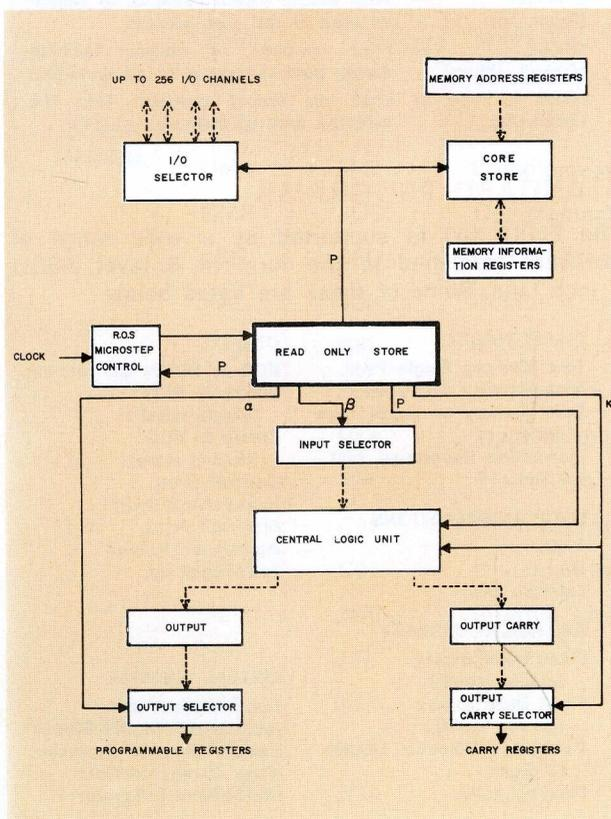 UP TO 256 I/O CHANNELS
MEMORY ADDRESS REGISTERS
I/O
SELECTOR
CORE
STORE
P
MEMORY INFORMA-
TION REGISTERS
CLOCK
R.O.S
MICROSTEP
CONTROL
P
READ ONLY STORE
α
β
P
K
INPUT SELECTOR
CENTRAL LOGIC UNIT
OUTPUT
OUTPUT CARRY
OUTPUT SELECTOR
OUTPUT
CARRY SELECTOR
PROGRAMMABLE REGISTERS
CARRY REGISTERS